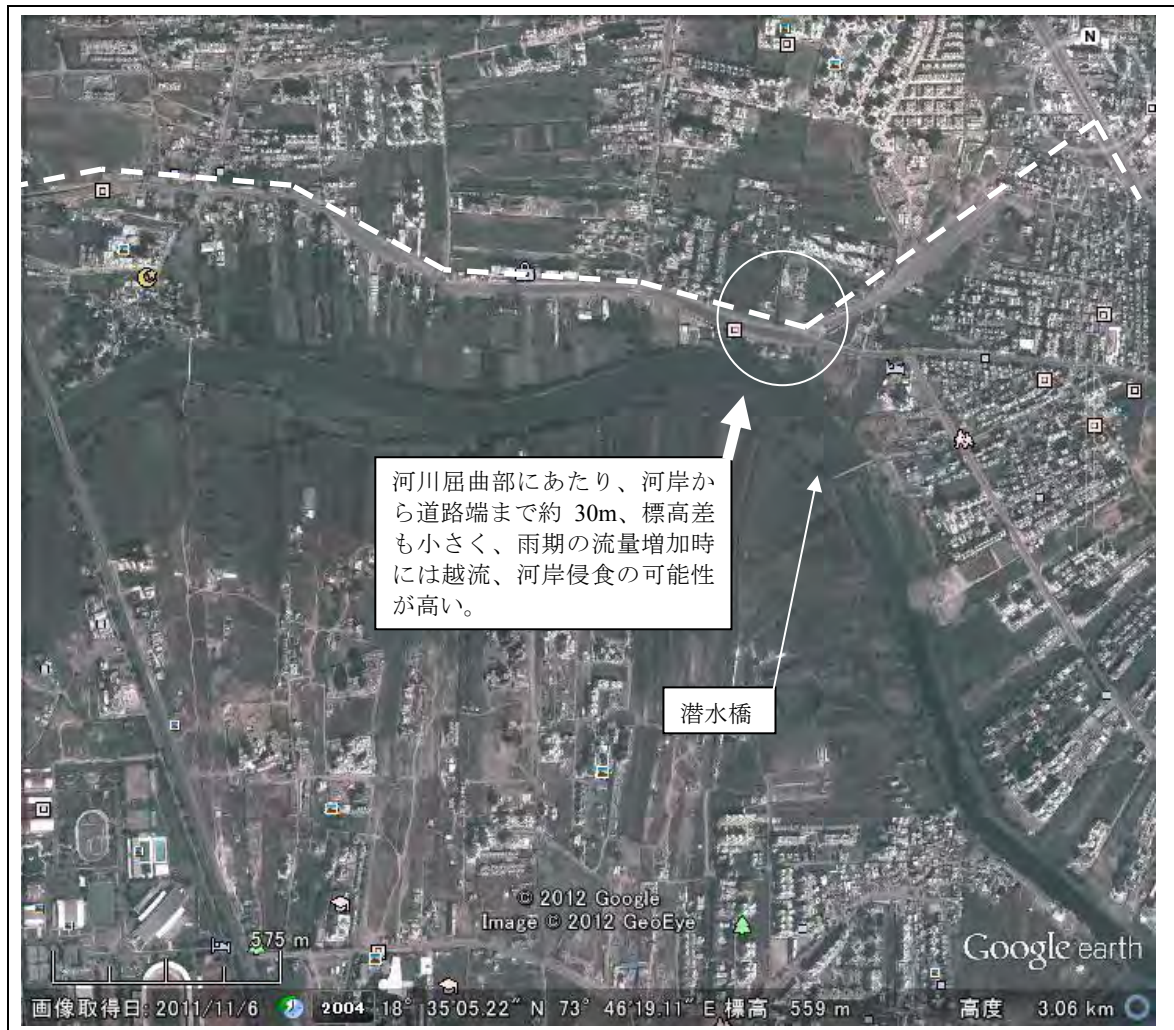 N
河川屈曲部にあたり、河岸か
ら道路端まで約 30m、標高差
も小さく、雨期の流量増加時
には越流、河岸侵食の可能性
が高い。
潜水橋
© 2012 Google
Image © 2012 GeoEye
Google earth
575 m
画像取得日: 2011/11/6 2004 18° 35'05.22" N 73° 46'19.11" E 標高 559 m 高度 3.06 km